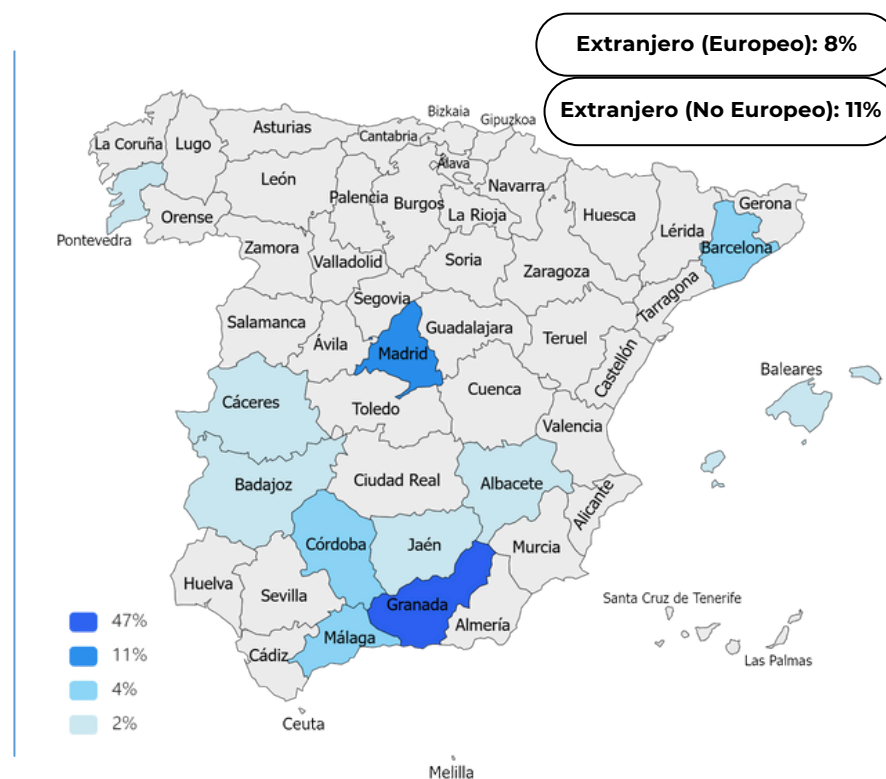 Extranjero (Europeo): 8%
Extranjero (No Europeo): 11%
Bizkaia
Gipuzkoa
La Coruña
Lugo
Asturias
Cantabria
Álava
Navarra
León
Palencia
Burgos
La Rioja
Huesca
Lérida
Gerona
Orense
Pontevedra
Barcelona
Zamora
Valladolid
Soria
Zaragoza
Tarragona
Segovia
Salamanca
Ávila
Madrid
Guadalajara
Teruel
Castellón
Baleares
Cáceres
Toledo
Cuenca
Valencia
Badajoz
Ciudad Real
Albacete
Alicante
Córdoba
Jaén
Murcia
Huelva
Sevilla
Granada
Almería
Santa Cruz de Tenerife
Las Palmas
Málaga
Cádiz
Ceuta
Melilla
47%
11%
4%
2%